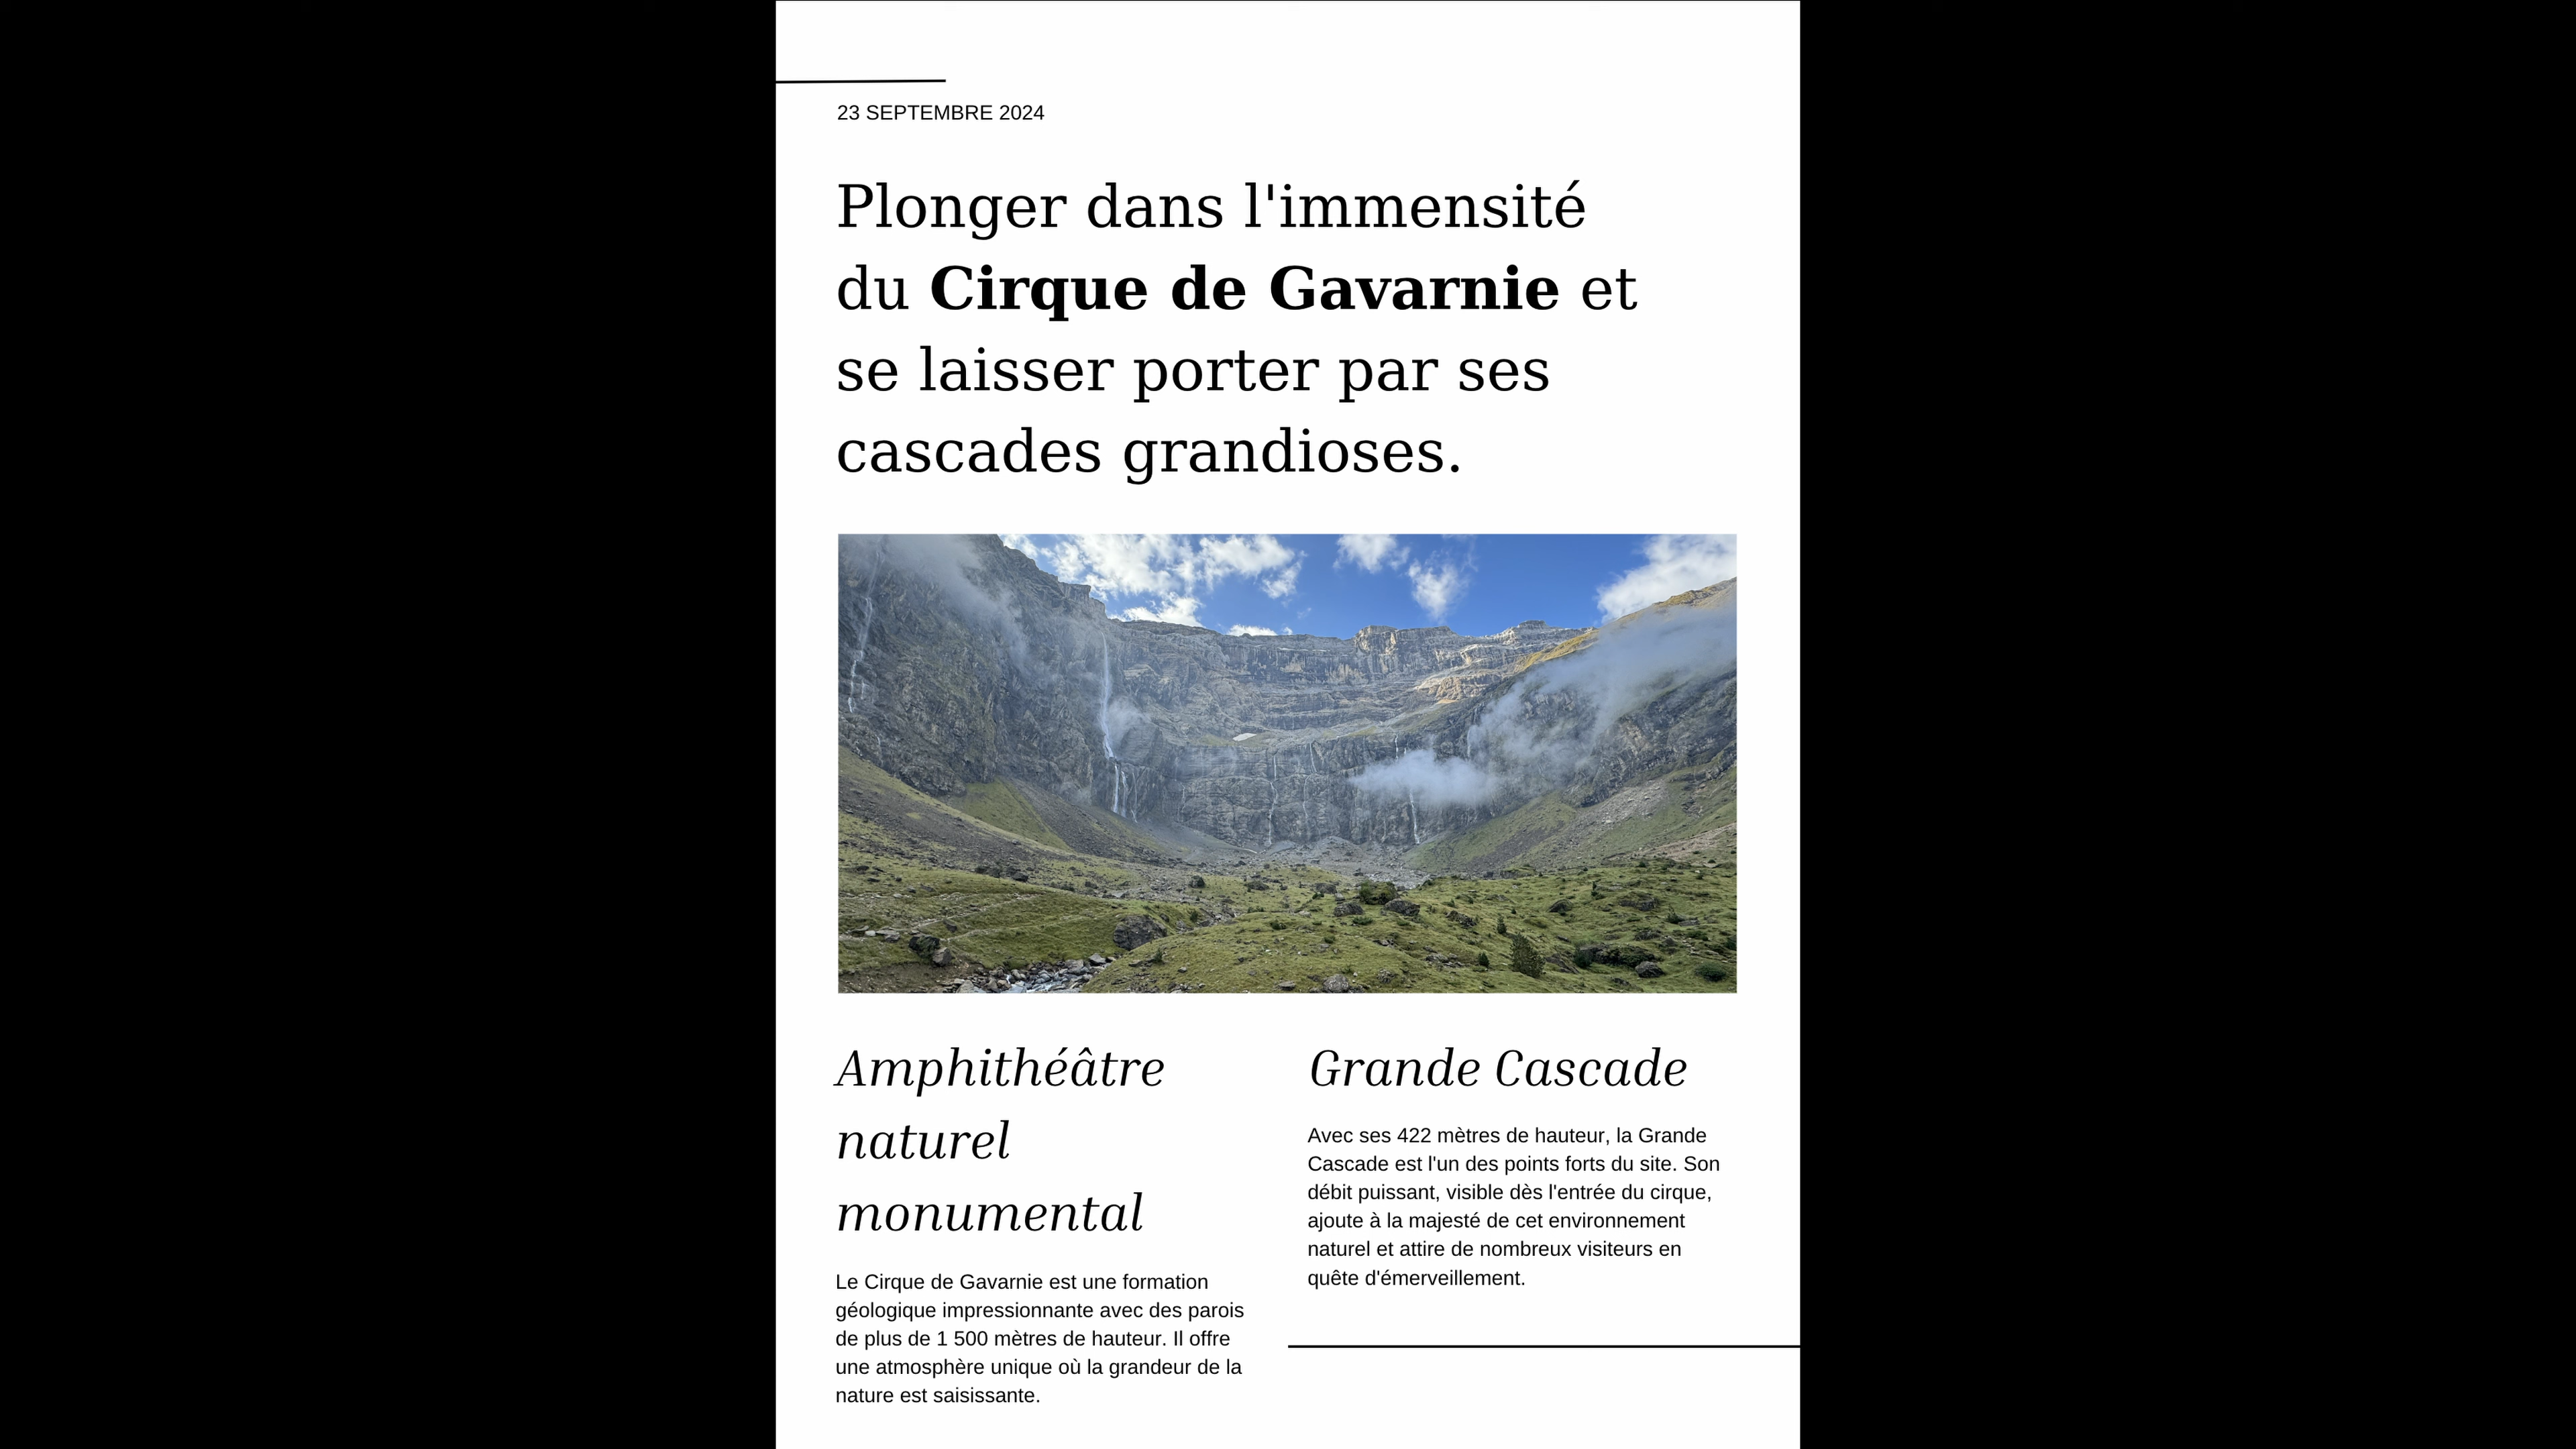 23 SEPTEMBRE 2024
Plonger dans l'immensité
du Cirque de Gavarnie et
se laisser porter par ses
cascades grandioses.
Amphithéâtre
naturel
monumental
Le Cirque de Gavarnie est une formation
géologique impressionnante avec des parois
de plus de 1 500 mètres de hauteur. Il offre
une atmosphère unique où la grandeur de la
nature est saisissante.
Grande Cascade
Avec ses 422 mètres de hauteur, la Grande
Cascade est l'un des points forts du site. Son
débit puissant, visible dès l'entrée du cirque,
ajoute à la majesté de cet environnement
naturel et attire de nombreux visiteurs en
quête d'émerveillement.